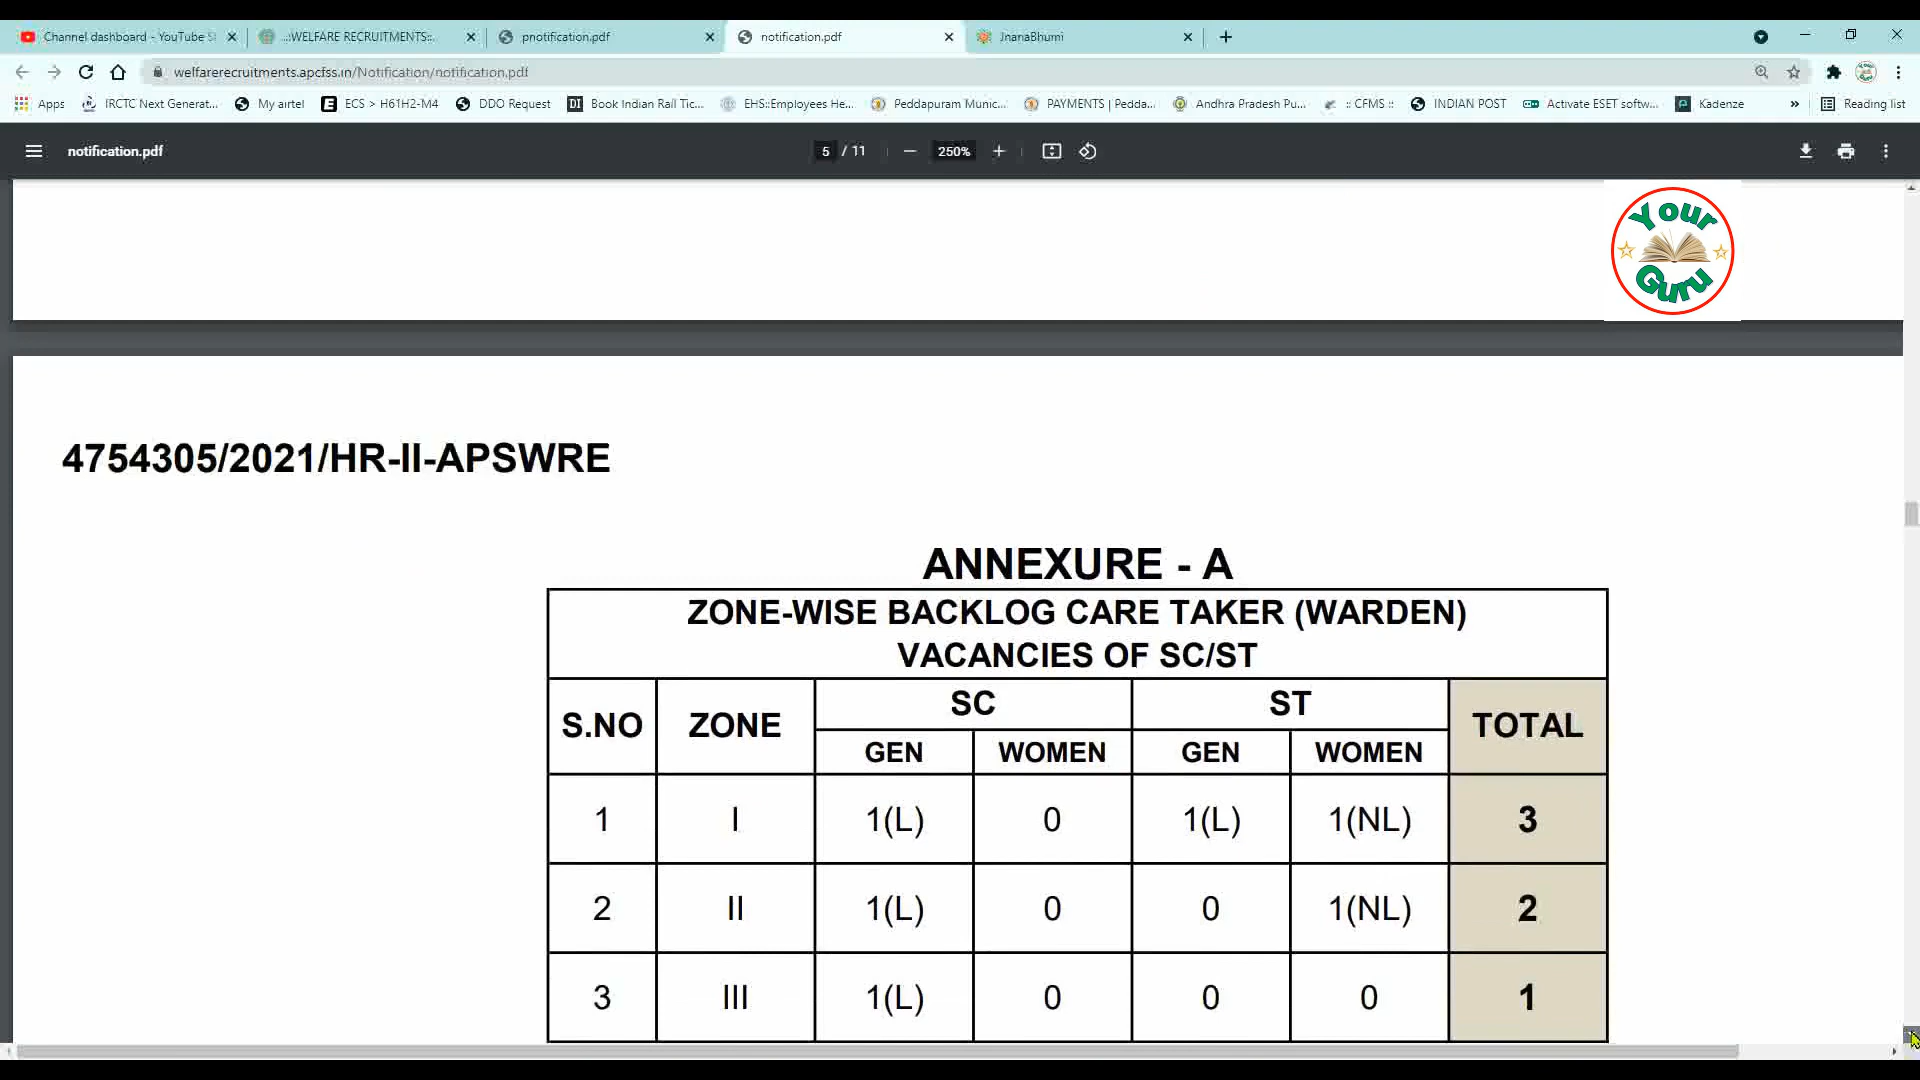 Channel dashboard - YouTube S
..::WELFARE RECRUITMENTS::.
pnotification.pdf
notification.pdf
JnanaBhumi
welfarerecruitments.apcfss.in/Notification/notification.pdf
Apps
IRCTC Next Generat...
My airtel
ECS > H61H2-M4
DDO Request
Book Indian Rail Tic...
EHS::Employees He...
Peddapuram Munic...
PAYMENTS | Pedda...
Andhra Pradesh Pu...
:: CFMS ::
INDIAN POST
Activate ESET softw...
Kadenze
»
Reading list
notification.pdf
5 / 11
250%
Your
Guru
4754305/2021/HR-II-APSWRE
ANNEXURE - A
ZONE-WISE BACKLOG CARE TAKER (WARDEN)
VACANCIES OF SC/ST
S.NO ZONE SC ST TOTAL
GEN WOMEN GEN WOMEN
1 I 1(L) 0 1(L) 1(NL) 3
2 II 1(L) 0 0 1(NL) 2
3 III 1(L) 0 0 0 1